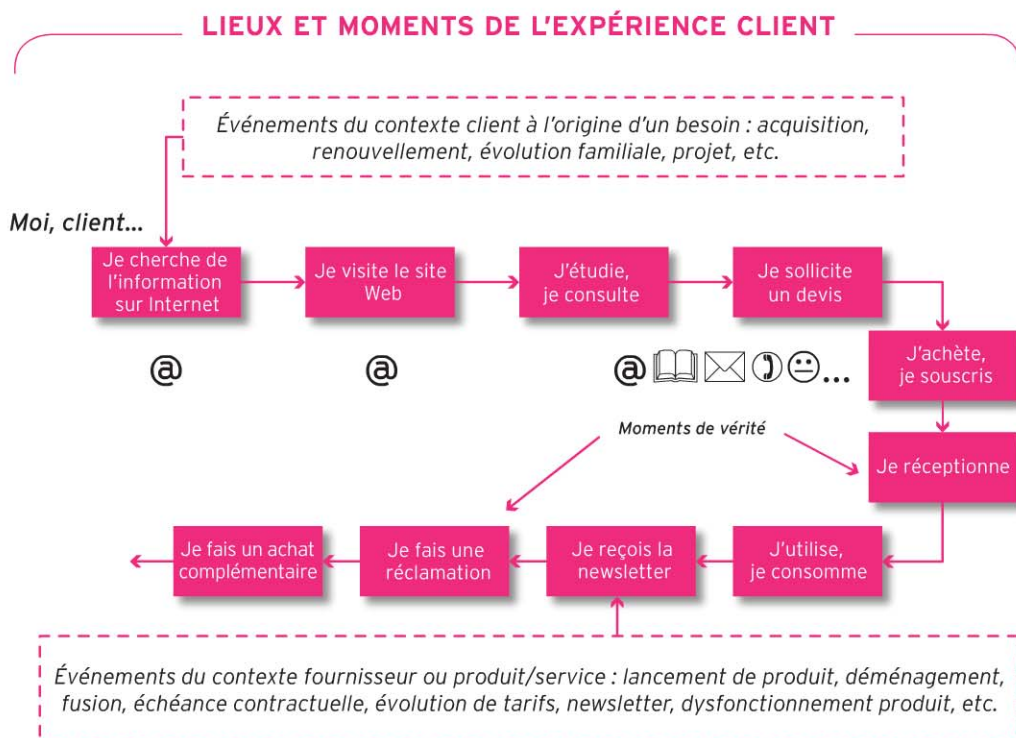 LIEUX ET MOMENTS DE L'EXPÉRIENCE CLIENT
Événements du contexte client à l'origine d'un besoin : acquisition,
renouvellement, évolution familiale, projet, etc.
Moi, client...
Je cherche de
l'information
sur Internet
Je visite le site
Web
J'étudie,
je consulte
Je sollicite
un devis
@
@
@
...
J'achète,
je souscris
Moments de vérité
Je réceptionne
Je fais un achat
complémentaire
Je fais une
réclamation
Je reçois la
newsletter
J'utilise,
je consomme
Événements du contexte fournisseur ou produit/service : lancement de produit, déménagement,
fusion, échéance contractuelle, évolution de tarifs, newsletter, dysfonctionnement produit, etc.